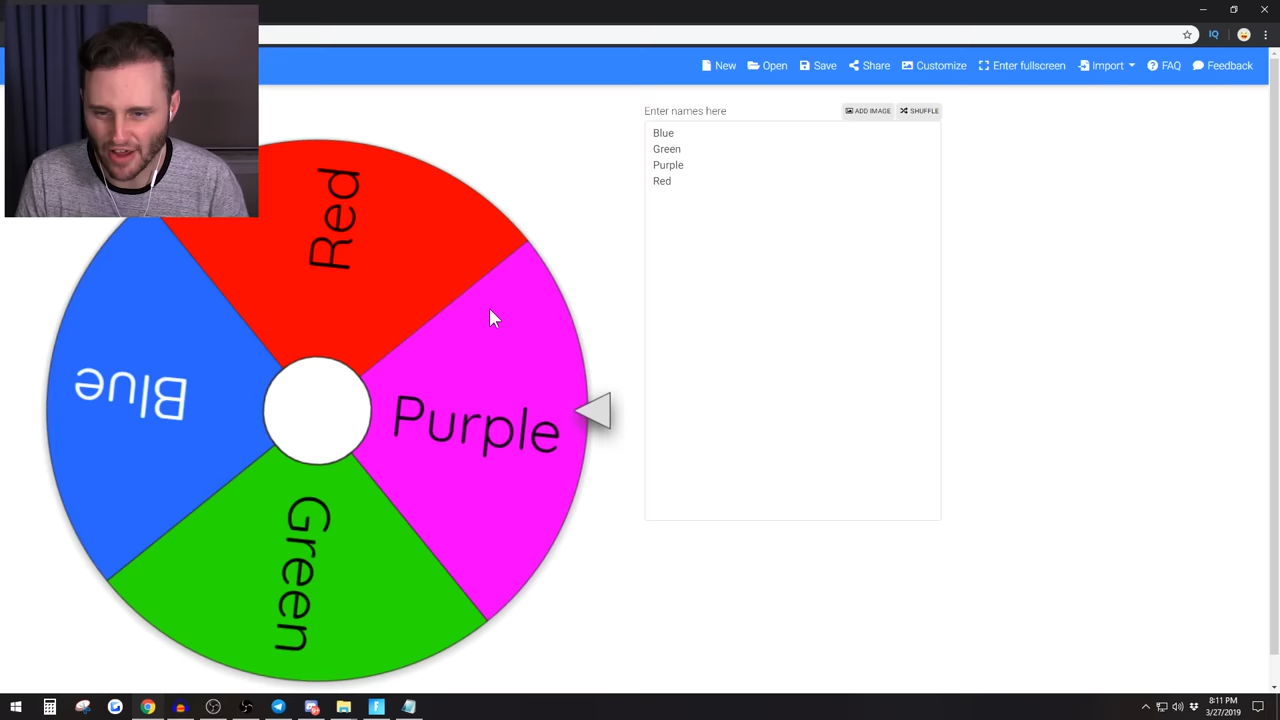 IQ
New
Open
Save
Share
Customize
Enter fullscreen
Import
FAQ
Feedback
Enter names here
ADD IMAGE
SHUFFLE
Blue
Green
Purple
Red
Red
Blue
Purple
Green
8:11 PM
3/27/2019